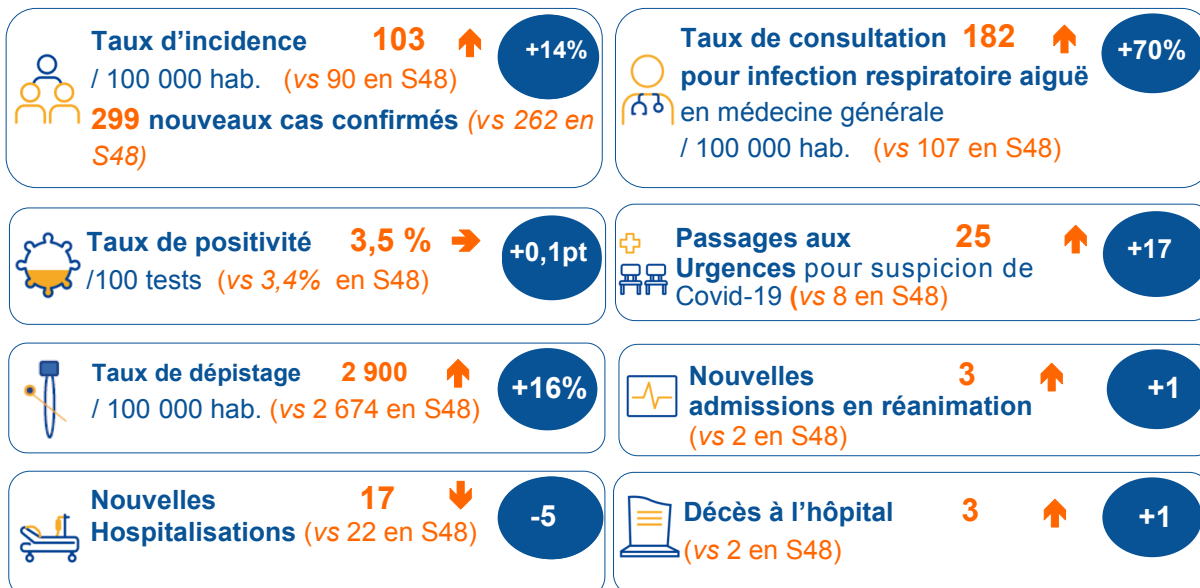 Taux d'incidence 103 +14%
/ 100 000 hab. (vs 90 en S48)
299 nouveaux cas confirmés (vs 262 en
S48)
Taux de consultation 182 +70%
pour infection respiratoire aiguë
en médecine générale
/ 100 000 hab. (vs 107 en S48)
Taux de positivité 3,5 % +0,1pt
/100 tests (vs 3,4% en S48)
Passages aux 25 +17
Urgences pour suspicion de
Covid-19 (vs 8 en S48)
Taux de dépistage 2 900 +16%
/ 100 000 hab. (vs 2 674 en S48)
Nouvelles 3 +1
admissions en réanimation
(vs 2 en S48)
Nouvelles 17 -5
Hospitalisations (vs 22 en S48)
Décès à l'hôpital 3 +1
(vs 2 en S48)